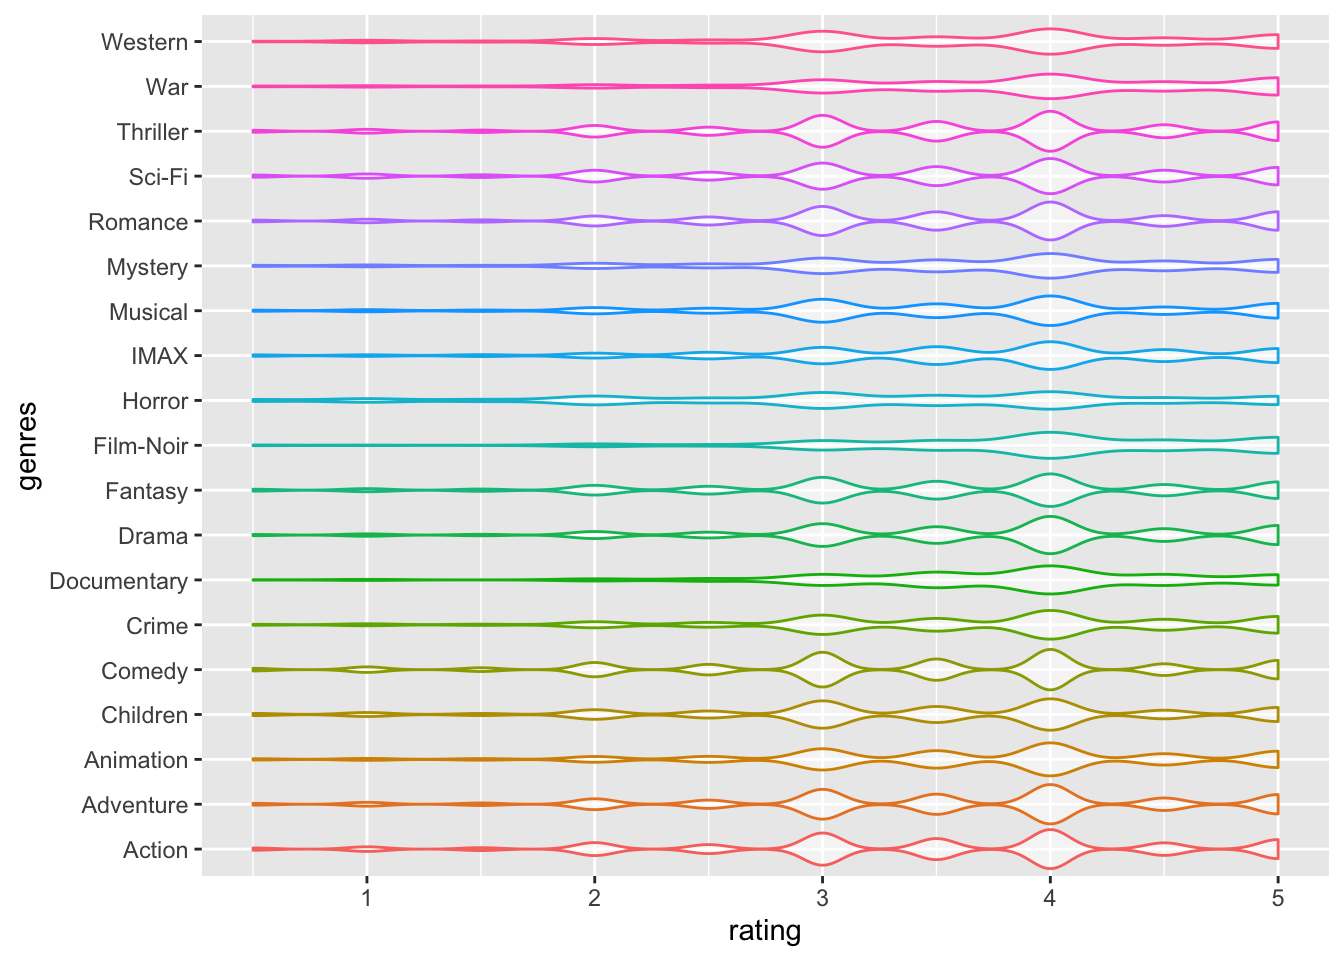 genres
Western
War
Thriller
Sci-Fi
Romance
Mystery
Musical
IMAX
Horror
Film-Noir
Fantasy
Drama
Documentary
Crime
Comedy
Children
Animation
Adventure
Action
1 2 3 4 5
rating